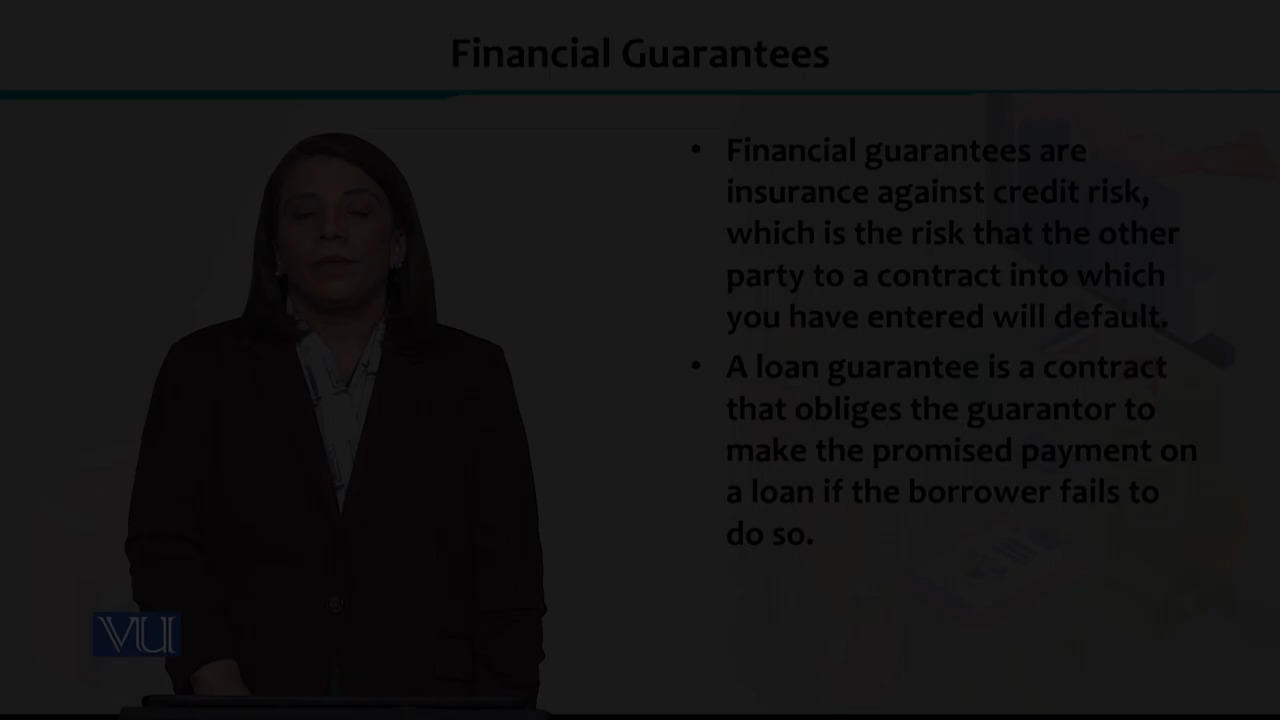 Financial Guarantees
• Financial guarantees are
insurance against credit risk,
which is the risk that the other
party to a contract into which
you have entered will default.
• A loan guarantee is a contract
that obliges the guarantor to
make the promised payment on
a loan if the borrower fails to
do so.
VU